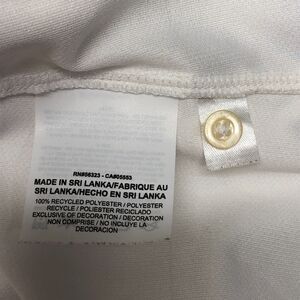 RN#56323 - CA#05553
MADE IN SRI LANKA/FABRIQUE AU
SRI LANKA/HECHO EN SRI LANKA
100% RECYCLED POLYESTER / POLYESTER
RECYCLE / POLIESTER RECICLADO
EXCLUSIVE OF DECORATION / DECORATION
NON COMPRISE / NO INCLUYE LA
DECORACION